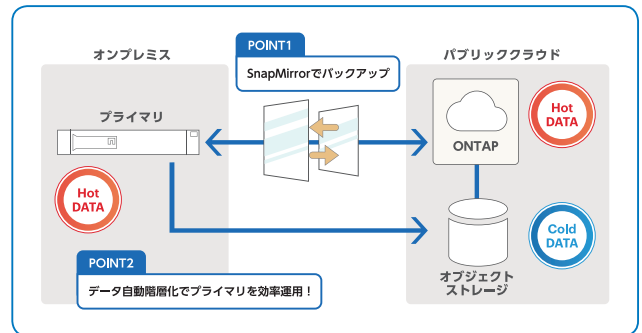 オンプレミス
POINT1
SnapMirrorでバックアップ
パブリッククラウド
プライマリ
Hot
DATA
ONTAP
Hot
DATA
Cold
DATA
POINT2
データ自動階層化でプライマリを効率運用！
オブジェクト
ストレージ